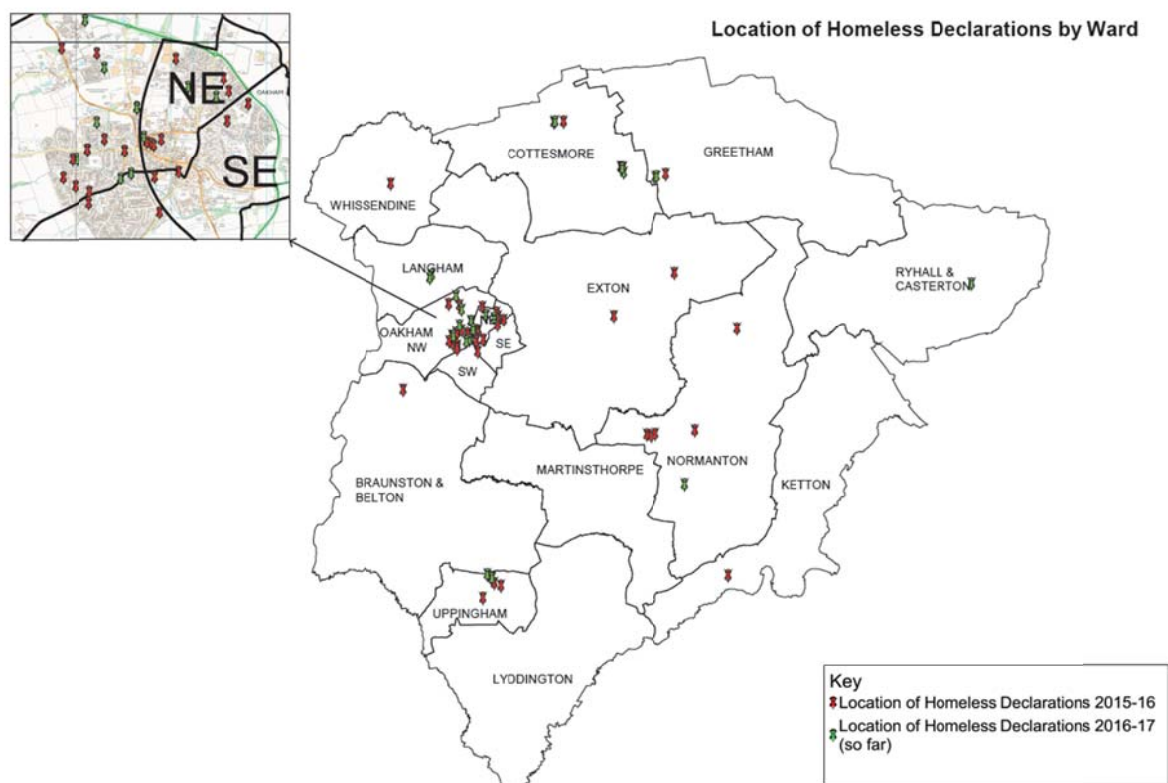 Location of Homeless Declarations by Ward
NE
OAKHAM
SE
COTTESMORE
GREETHAM
WHISSENDINE
LANGHAM
EXTON
RYHALL &
CASTERTON
OAKHAM
NW
NE
SE
SW
BRAUNSTON &
BELTON
MARTINSTHORPE
NORMANTON
KETTON
UPPINGHAM
LYDDINGTON
Key
Location of Homeless Declarations 2015-16
Location of Homeless Declarations 2016-17
(so far)